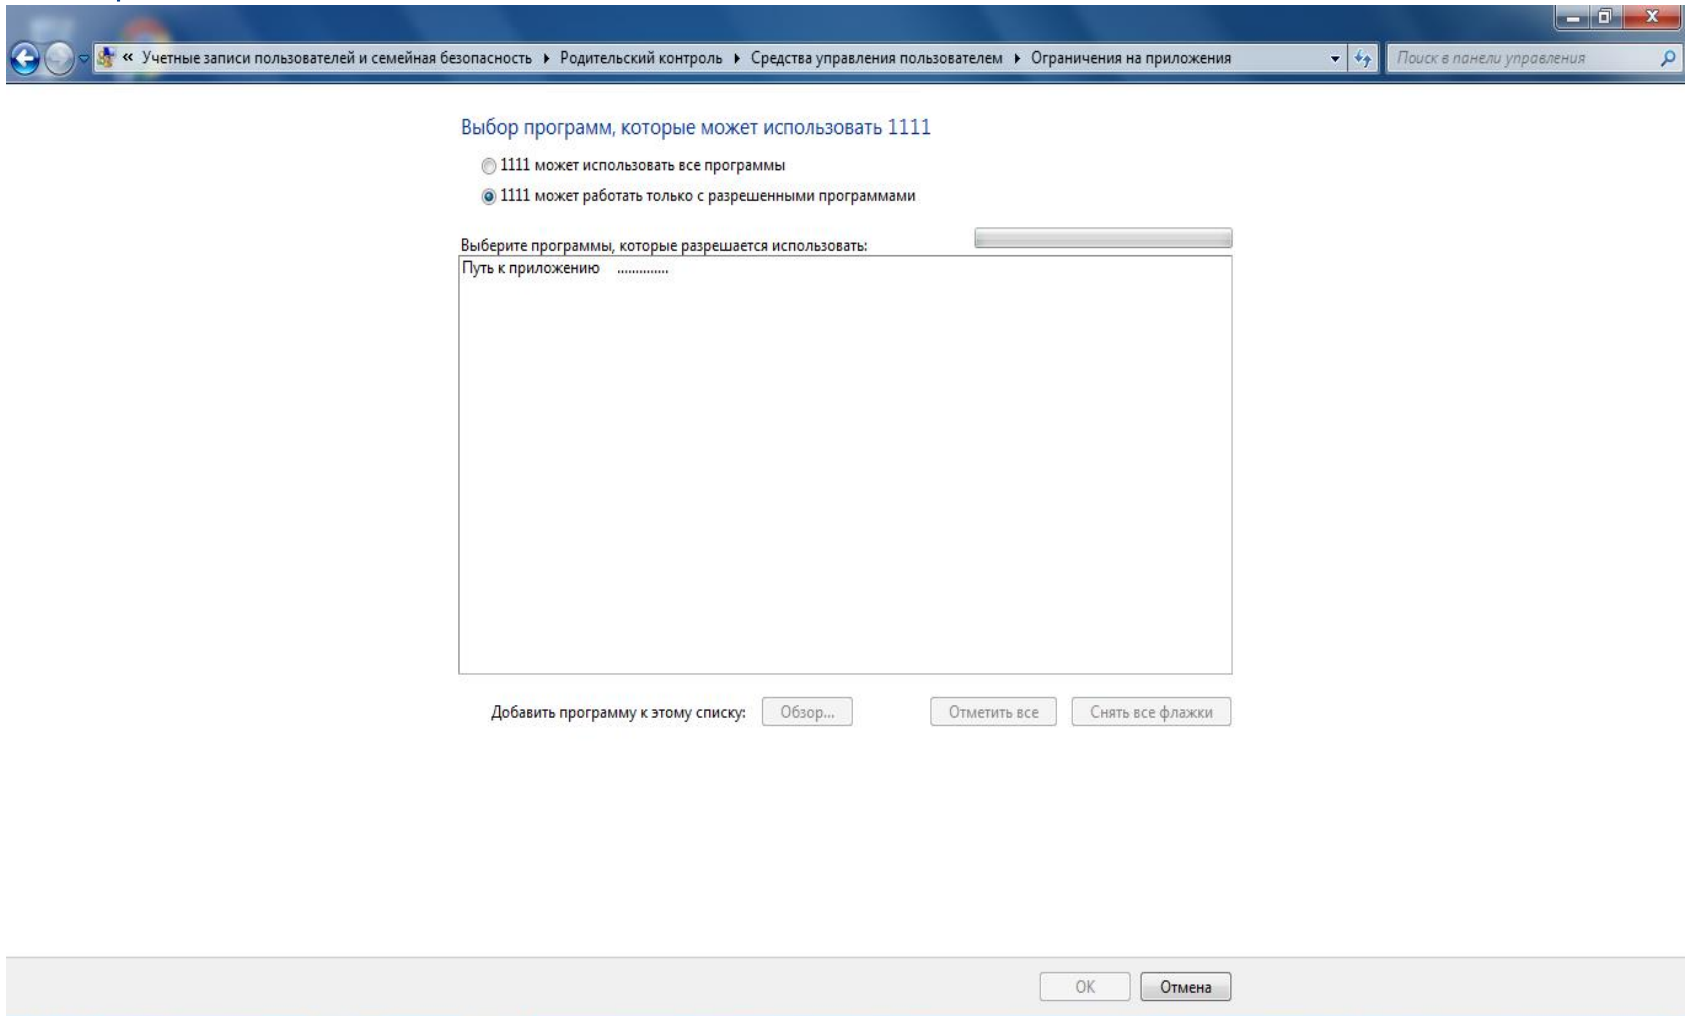 « Учетные записи пользователей и семейная безопасность ▸ Родительский контроль ▸ Средства управления пользователем ▸ Ограничения на приложения
Поиск в панели управления
Выбор программ, которые может использовать 1111
1111 может использовать все программы
1111 может работать только с разрешенными программами
Выберите программы, которые разрешается использовать:
Путь к приложению ..............
Добавить программу к этому списку: Обзор... Отметить все Снять все флажки
ОК Отмена